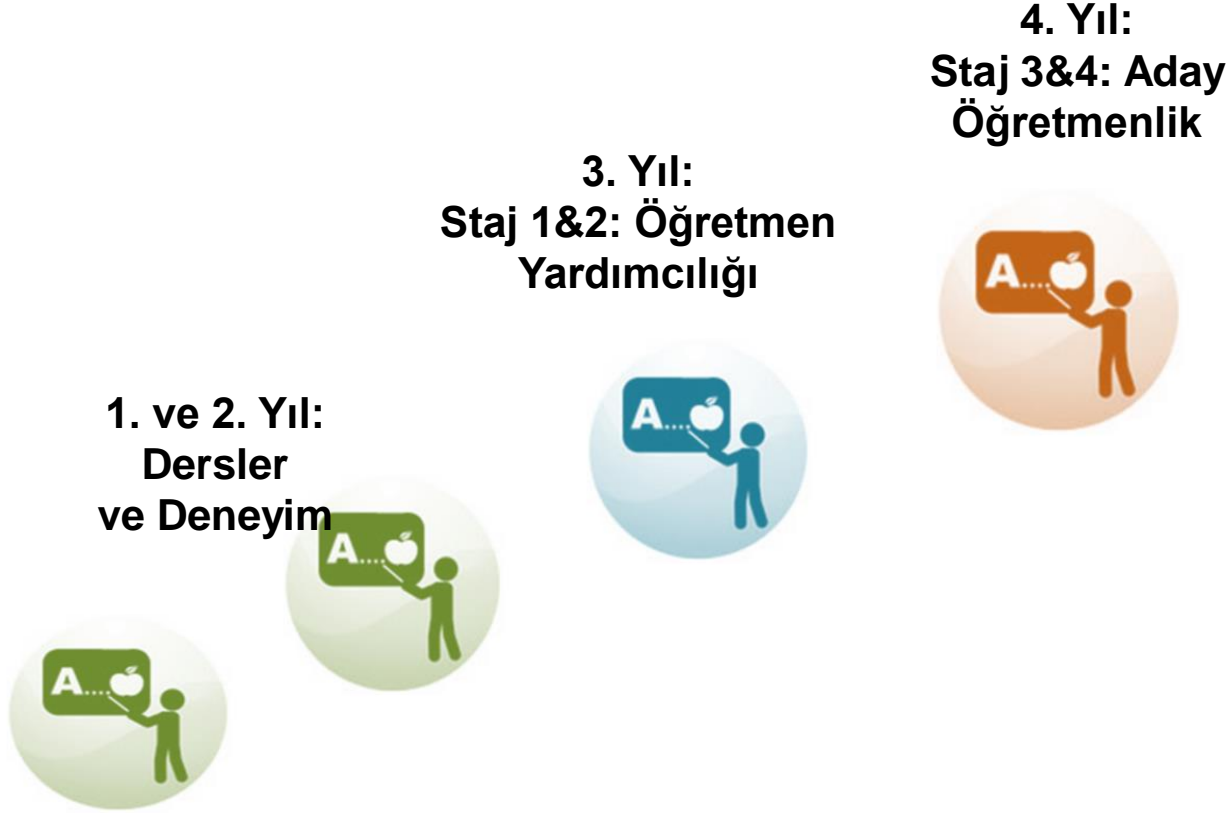 4. Yıl:
Staj 3&4: Aday
Öğretmenlik
3. Yıl:
Staj 1&2: Öğretmen
Yardımcılığı
1. ve 2. Yıl:
Dersler
ve Deneyim
A....
A....
A....
A....